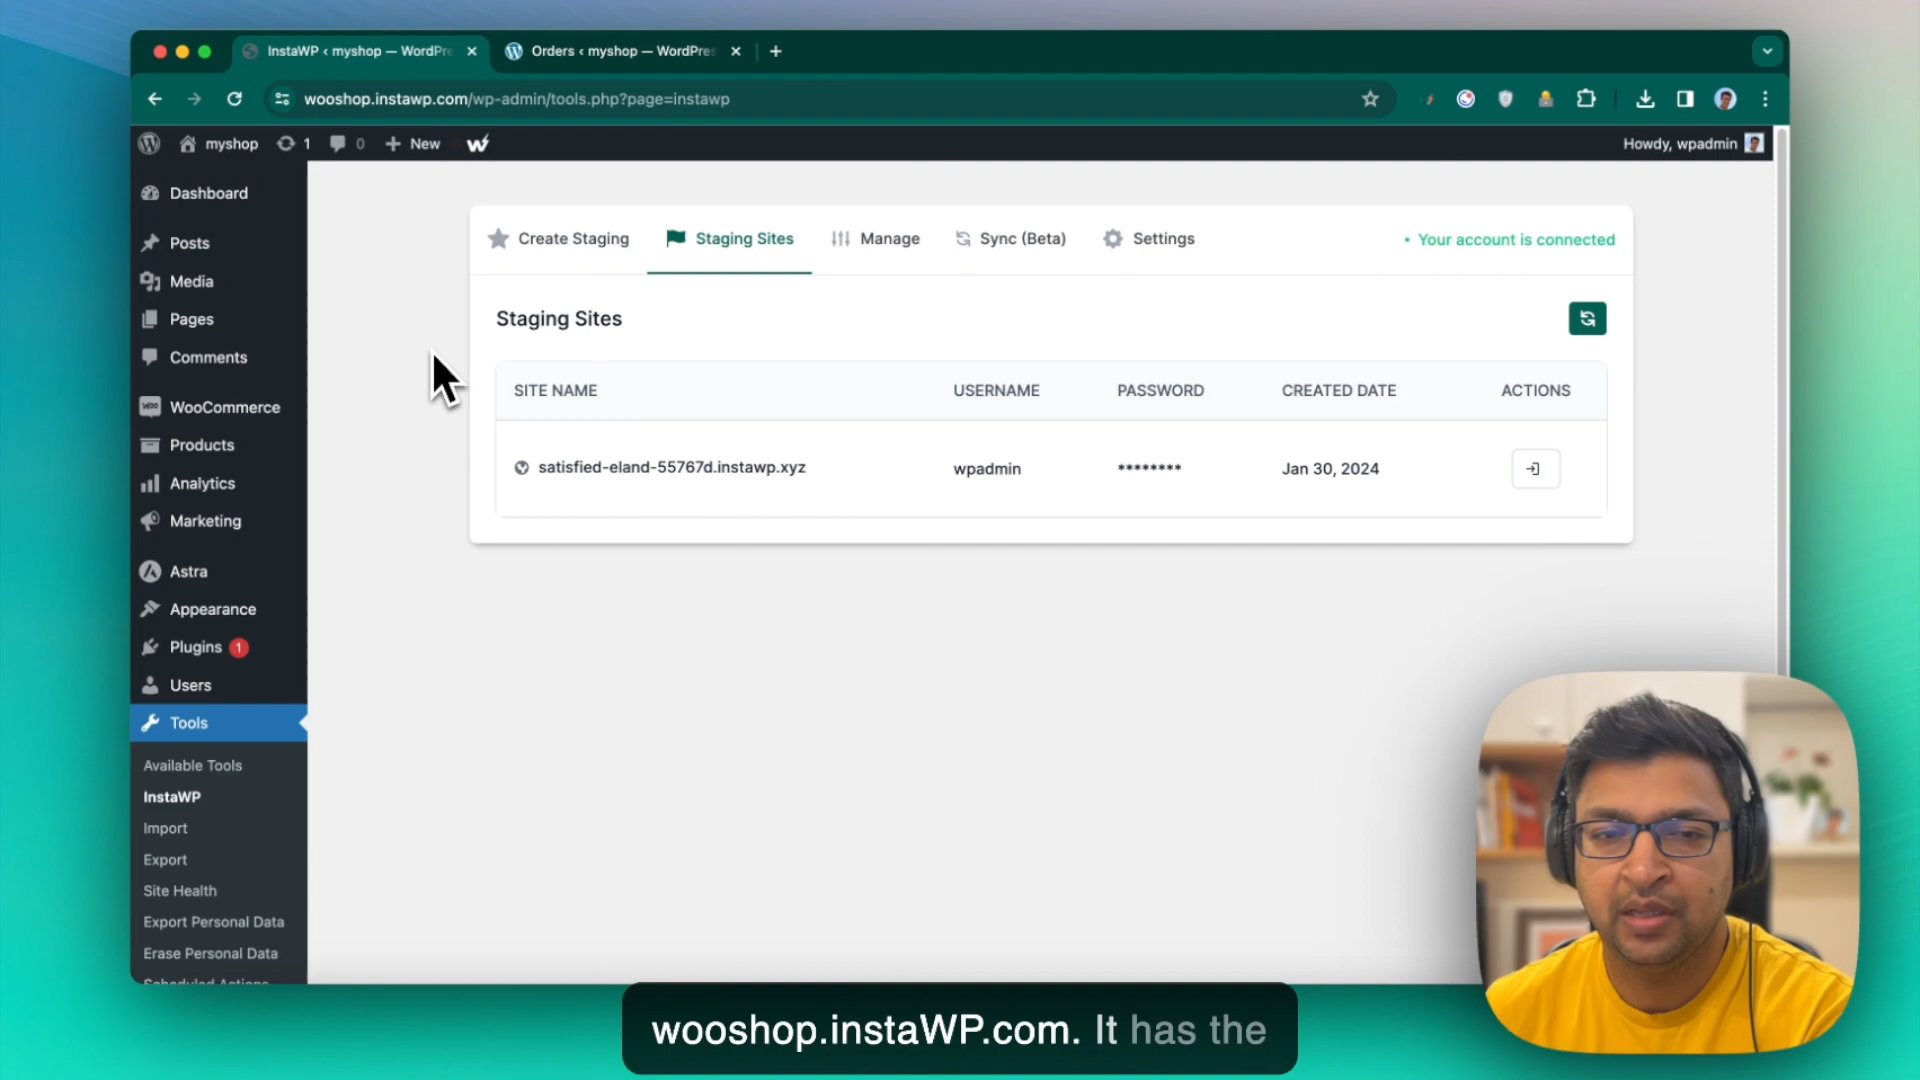 InstaWP ‹ myshop — WordPre
Orders ‹ myshop — WordPres
wooshop.instawp.com/wp-admin/tools.php?page=instawp
myshop 1 0 New
Howdy, wpadmin
Dashboard
Posts
Media
Pages
Comments
WooCommerce
Products
Analytics
Marketing
Astra
Appearance
Plugins 1
Users
Tools
Available Tools
InstaWP
Import
Export
Site Health
Export Personal Data
Erase Personal Data
Scheduled Actions
Create Staging Staging Sites Manage Sync (Beta) Settings
• Your account is connected
Staging Sites
SITE NAME USERNAME PASSWORD CREATED DATE ACTIONS
satisfied-eland-55767d.instawp.xyz wpadmin ******** Jan 30, 2024
wooshop.instaWP.com. It has the